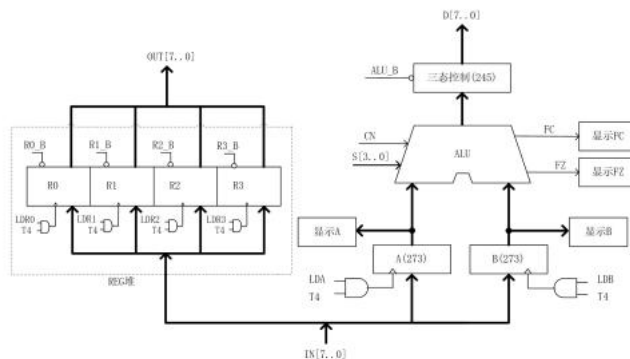 D[7..0]
OUT[7..0]
ALU_B
三态控制(245)
R0_B
R1_B
R2_B
R3_B
CN
FC
显示FC
S[3..0]
ALU
FZ
显示FZ
R0
R1
R2
R3
LDR0
T4
LDR1
T4
LDR2
T4
LDR3
T4
显示A
显示B
A(273)
B(273)
REG堆
LDA
T4
LDB
T4
IN[7..0]